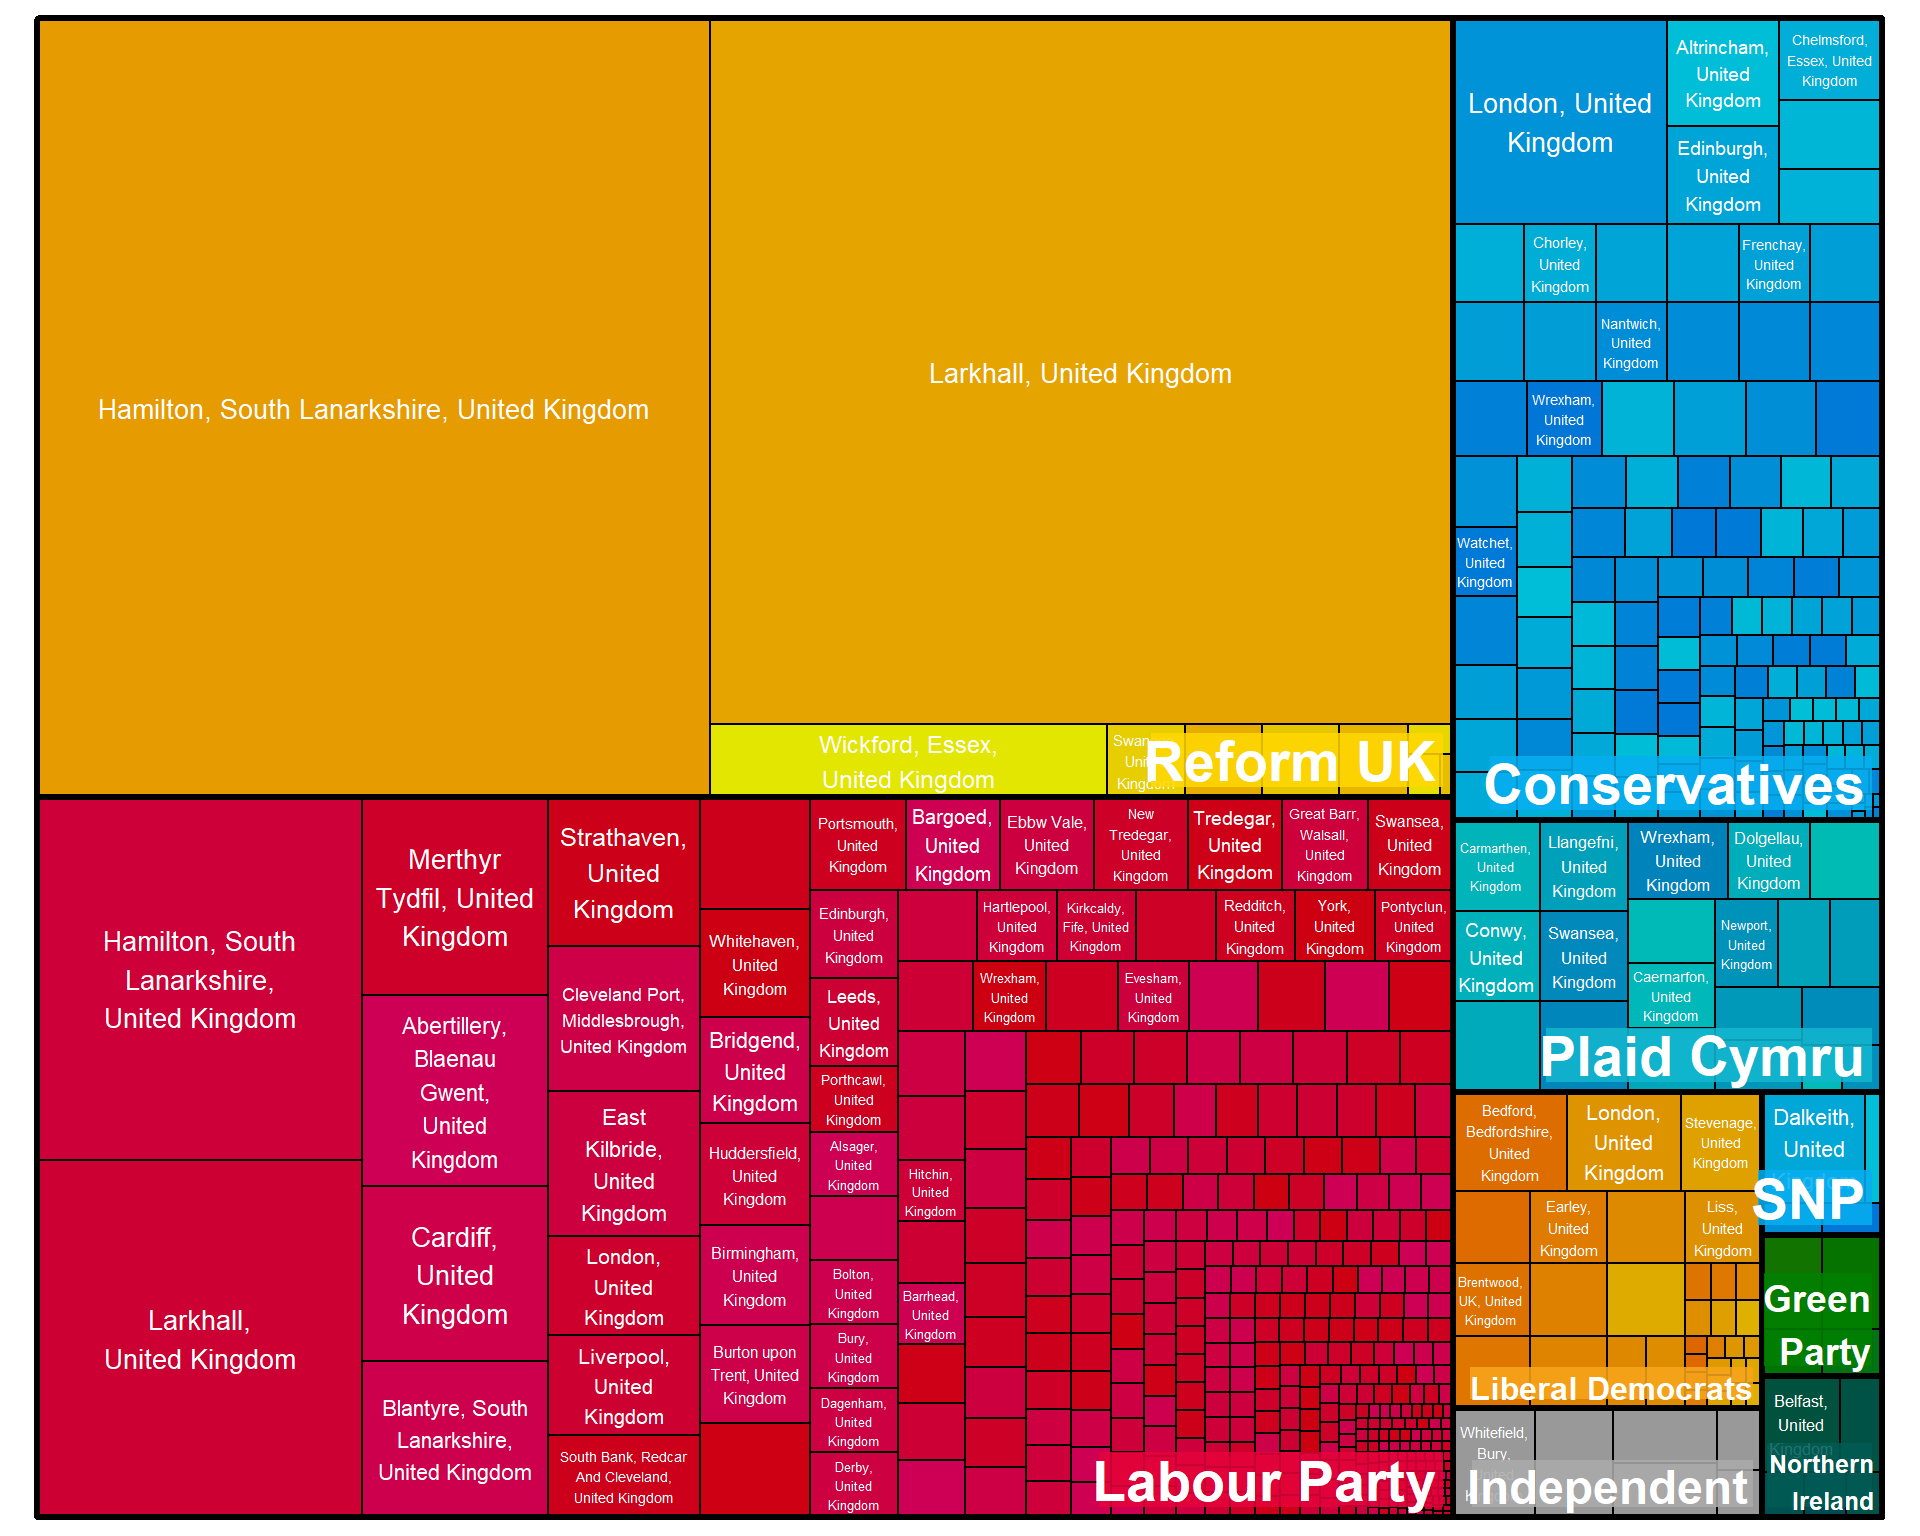 Hamilton, South Lanarkshire, United Kingdom
Larkhall, United Kingdom
Wickford, Essex,
United Kingdom
Reform UK
London, United
Kingdom
Altrincham,
United
Kingdom
Chelmsford,
Essex, United
Kingdom
Edinburgh,
United
Kingdom
Chorley,
United
Kingdom
Frenchay,
United
Kingdom
Nantwich,
United
Kingdom
Wrexham,
United
Kingdom
Watchet,
United
Kingdom
Conservatives
Hamilton, South
Lanarkshire,
United Kingdom
Larkhall,
United Kingdom
Merthyr
Tydfil, United
Kingdom
Abertillery,
Blaenau
Gwent,
United
Kingdom
Cardiff,
United
Kingdom
Blantyre, South
Lanarkshire,
United Kingdom
Strathaven,
United
Kingdom
Cleveland Port,
Middlesbrough,
United Kingdom
East
Kilbride,
United
Kingdom
London,
United
Kingdom
Liverpool,
United
Kingdom
South Bank, Redcar
And Cleveland,
United Kingdom
Whitehaven,
United
Kingdom
Bridgend,
United
Kingdom
Huddersfield,
United
Kingdom
Birmingham,
United
Kingdom
Burton upon
Trent, United
Kingdom
Portsmouth,
United
Kingdom
Edinburgh,
United
Kingdom
Leeds,
United
Kingdom
Porthcawl,
United
Kingdom
Alsager,
United
Kingdom
Bolton,
United
Kingdom
Bury,
United
Kingdom
Dagenham,
United
Kingdom
Derby,
United
Kingdom
Bargoed,
United
Kingdom
Ebbw Vale,
United
Kingdom
New
Tredegar,
United
Kingdom
Tredegar,
United
Kingdom
Great Barr,
Walsall,
United
Kingdom
Swansea,
United
Kingdom
Hartlepool,
United
Kingdom
Kirkcaldy,
Fife, United
Kingdom
Redditch,
United
Kingdom
York,
United
Kingdom
Pontyclun,
United
Kingdom
Wrexham,
United
Kingdom
Evesham,
United
Kingdom
Hitchin,
United
Kingdom
Barrhead,
United
Kingdom
Labour Party
Carmarthen,
United
Kingdom
Llangefni,
United
Kingdom
Wrexham,
United
Kingdom
Dolgellau,
United
Kingdom
Conwy,
United
Kingdom
Swansea,
United
Kingdom
Caernarfon,
United
Kingdom
Newport,
United
Kingdom
Plaid Cymru
Bedford,
Bedfordshire,
United
Kingdom
London,
United
Kingdom
Stevenage,
United
Kingdom
Earley,
United
Kingdom
Liss,
United
Kingdom
Brentwood,
UK, United
Kingdom
Liberal Democrats
Dalkeith,
United
SNP
Green
Party
Whitefield,
Bury,
Independent
Belfast,
United
Kingdom
Northern
Ireland